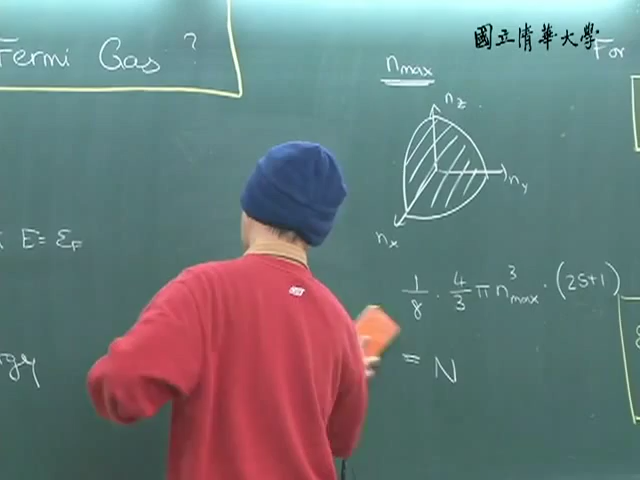 Fermi Gas ?
E = ε_F
n_max
n_z
n_y
n_x
1/8 · 4/3 π n_max^3 · (2S+1)
= N
國立清華大學
For